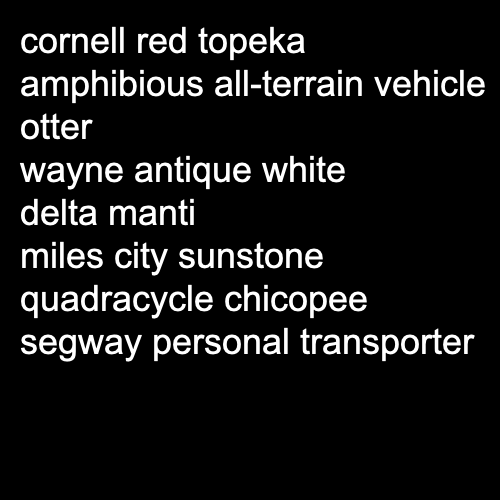 cornell red topeka
amphibious all-terrain vehicle
otter
wayne antique white
delta manti
miles city sunstone
quadracycle chicopee
segway personal transporter